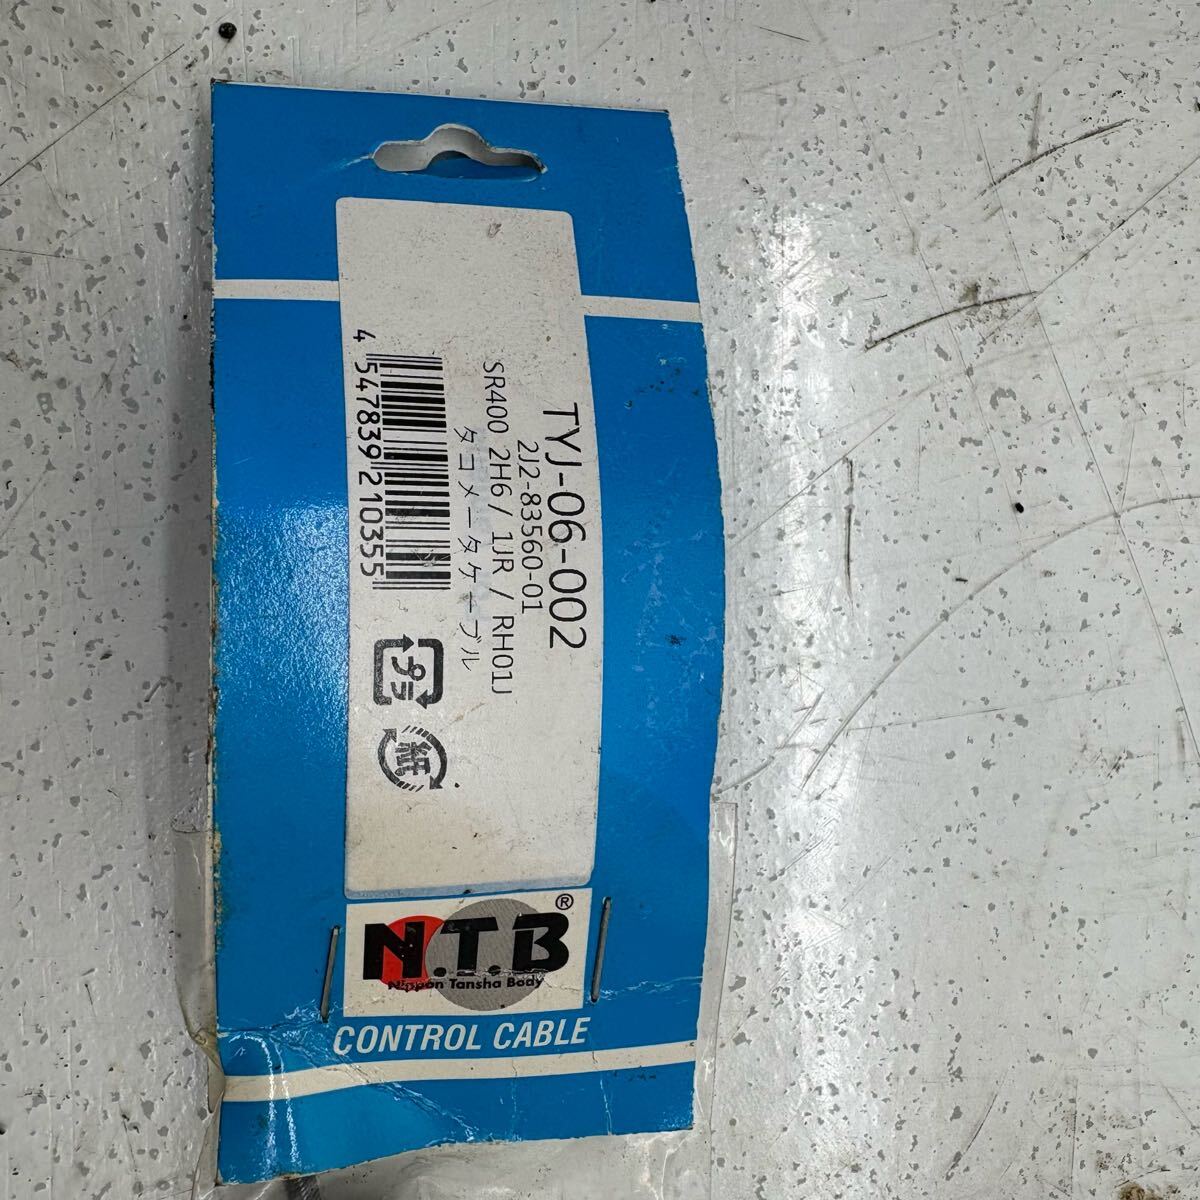 TYJ-06-002
2J2-83560-01
SR400 2H6 / 1JR / RH01J
タコメータケーブル
4 547839 210355
プラ
紙
N.T.B®
Nippon Tansha Body
CONTROL CABLE